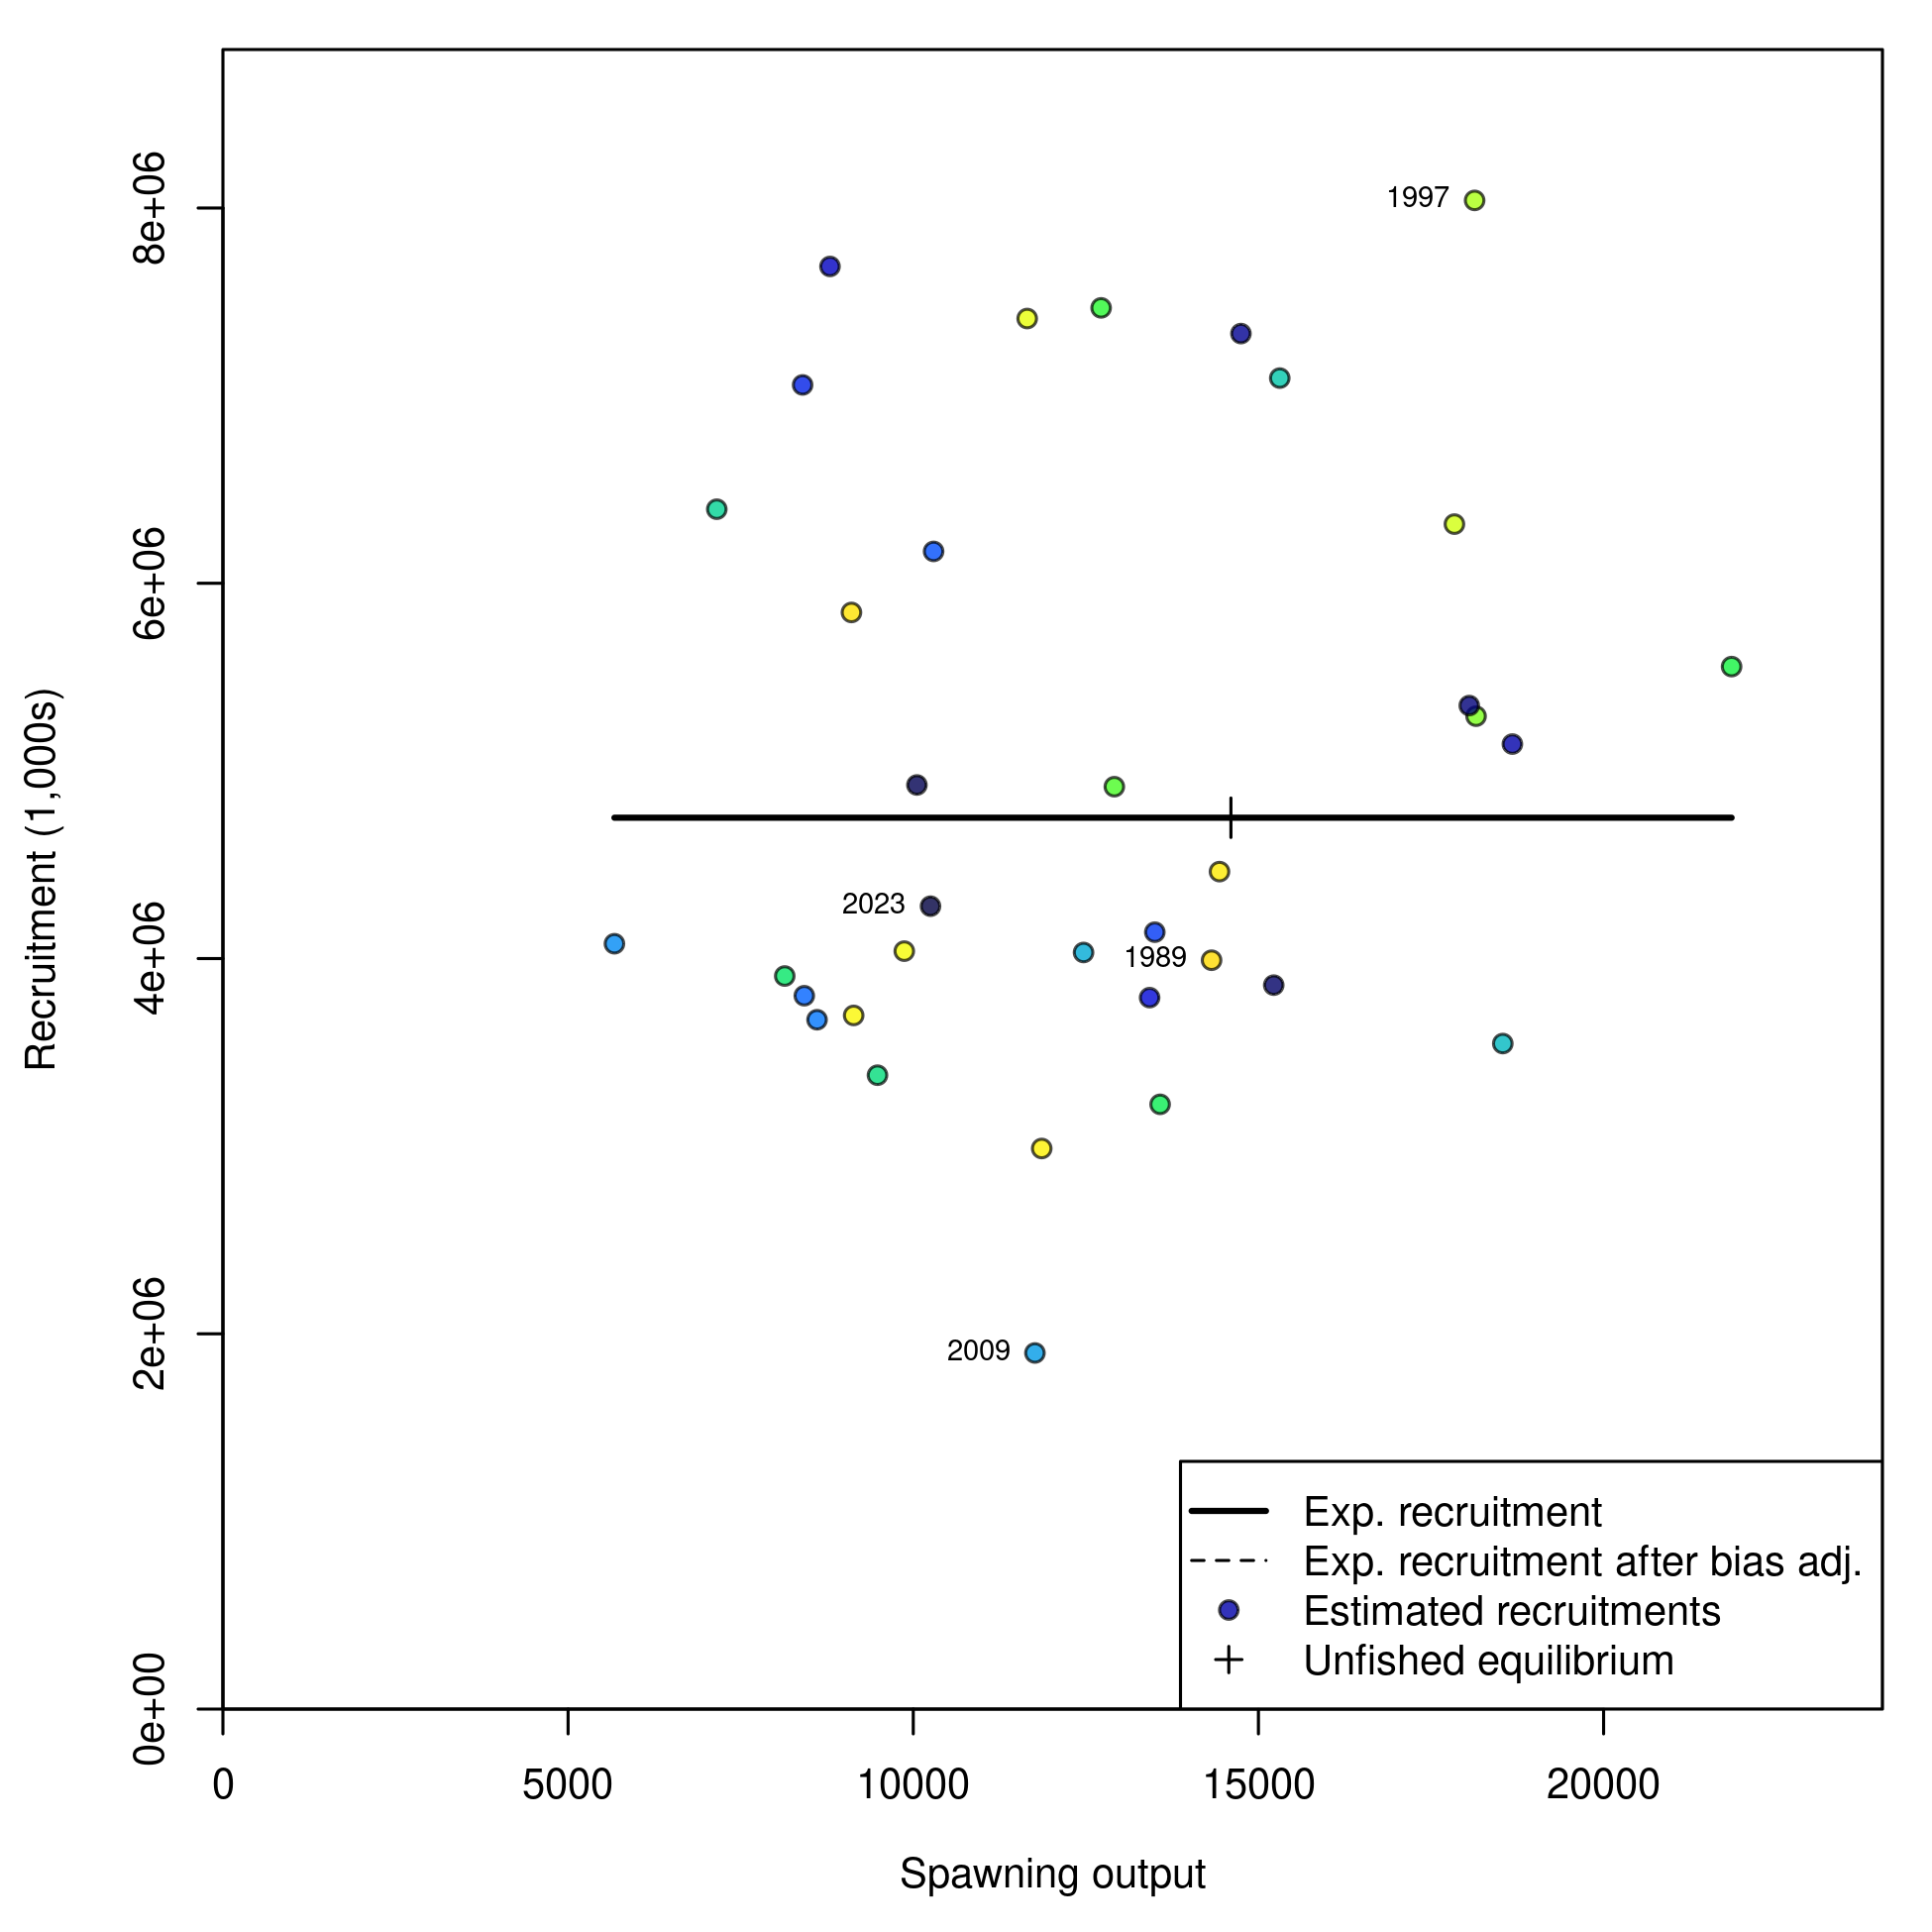 8e+06
6e+06
4e+06
2e+06
0e+00
Recruitment (1,000s)
1997
2023
1989
2009
Exp. recruitment
Exp. recruitment after bias adj.
Estimated recruitments
Unfished equilibrium
0 5000 10000 15000 20000
Spawning output